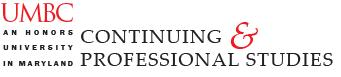 UMBC
AN HONORS
UNIVERSITY
IN MARYLAND
CONTINUING &
PROFESSIONAL STUDIES